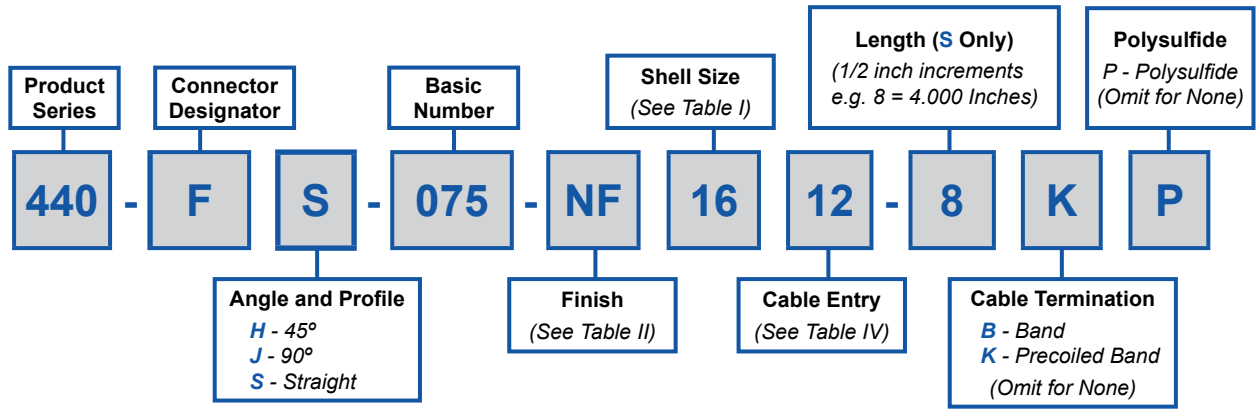 Product
Series
Connector
Designator
Basic
Number
Shell Size
(See Table I)
Length (S Only)
(1/2 inch increments
e.g. 8 = 4.000 Inches)
Polysulfide
P - Polysulfide
(Omit for None)
440 - F S - 075 - NF 16 12 - 8 K P
Angle and Profile
H - 45º
J - 90º
S - Straight
Finish
(See Table II)
Cable Entry
(See Table IV)
Cable Termination
B - Band
K - Precoiled Band
(Omit for None)